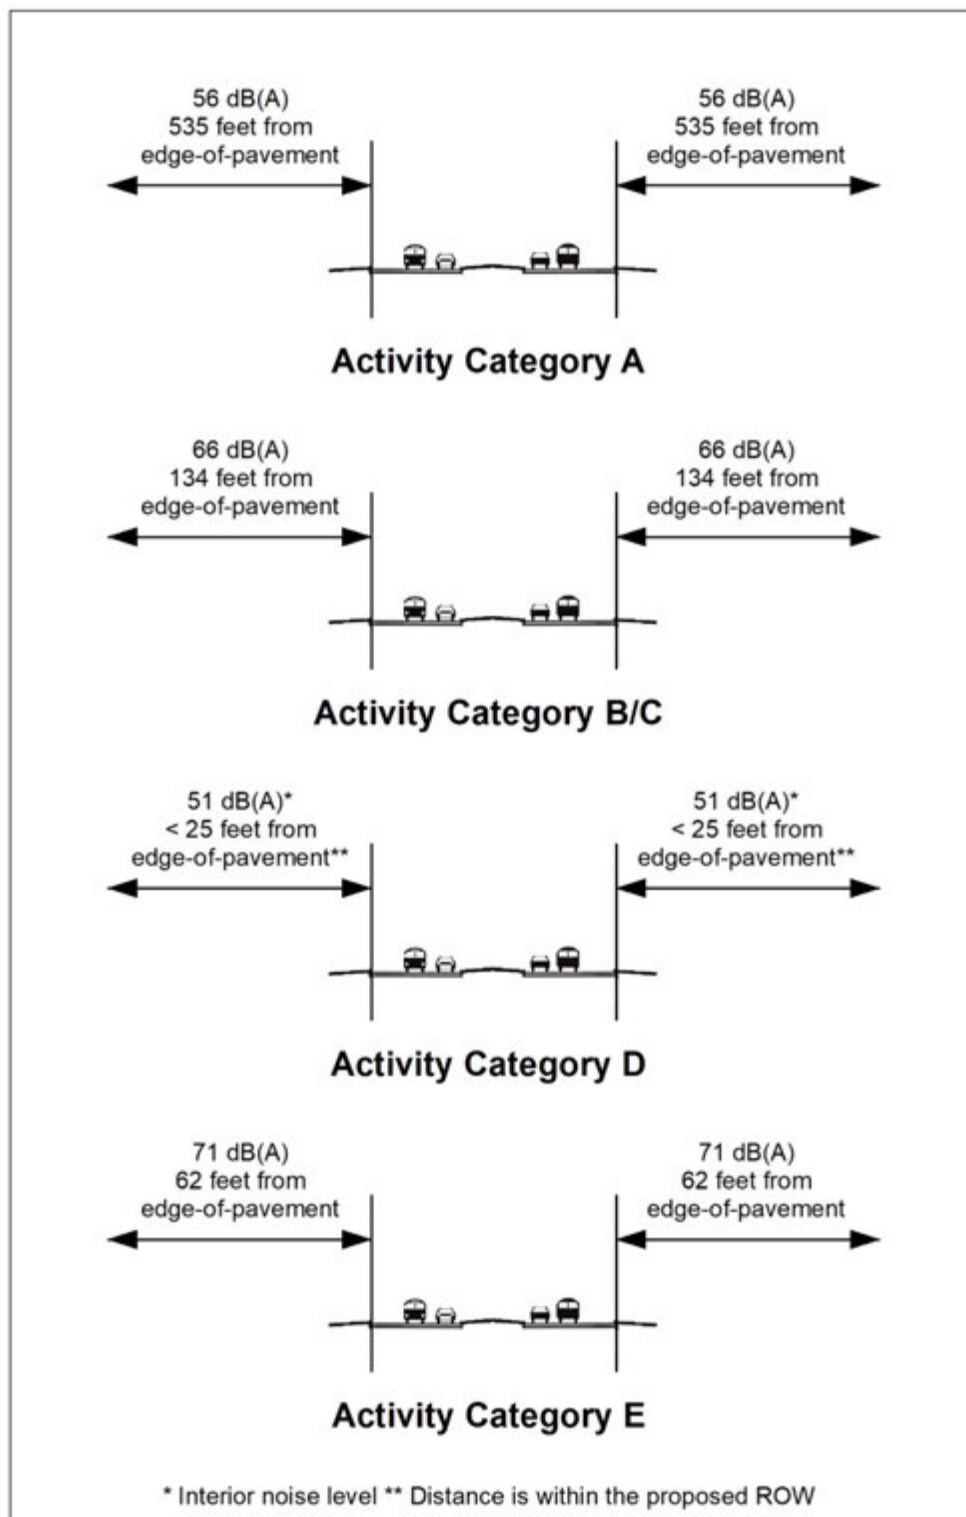 56 dB(A)
535 feet from
edge-of-pavement
56 dB(A)
535 feet from
edge-of-pavement
Activity Category A
66 dB(A)
134 feet from
edge-of-pavement
66 dB(A)
134 feet from
edge-of-pavement
Activity Category B/C
51 dB(A)*
< 25 feet from
edge-of-pavement**
51 dB(A)*
< 25 feet from
edge-of-pavement**
Activity Category D
71 dB(A)
62 feet from
edge-of-pavement
71 dB(A)
62 feet from
edge-of-pavement
Activity Category E
* Interior noise level ** Distance is within the proposed ROW